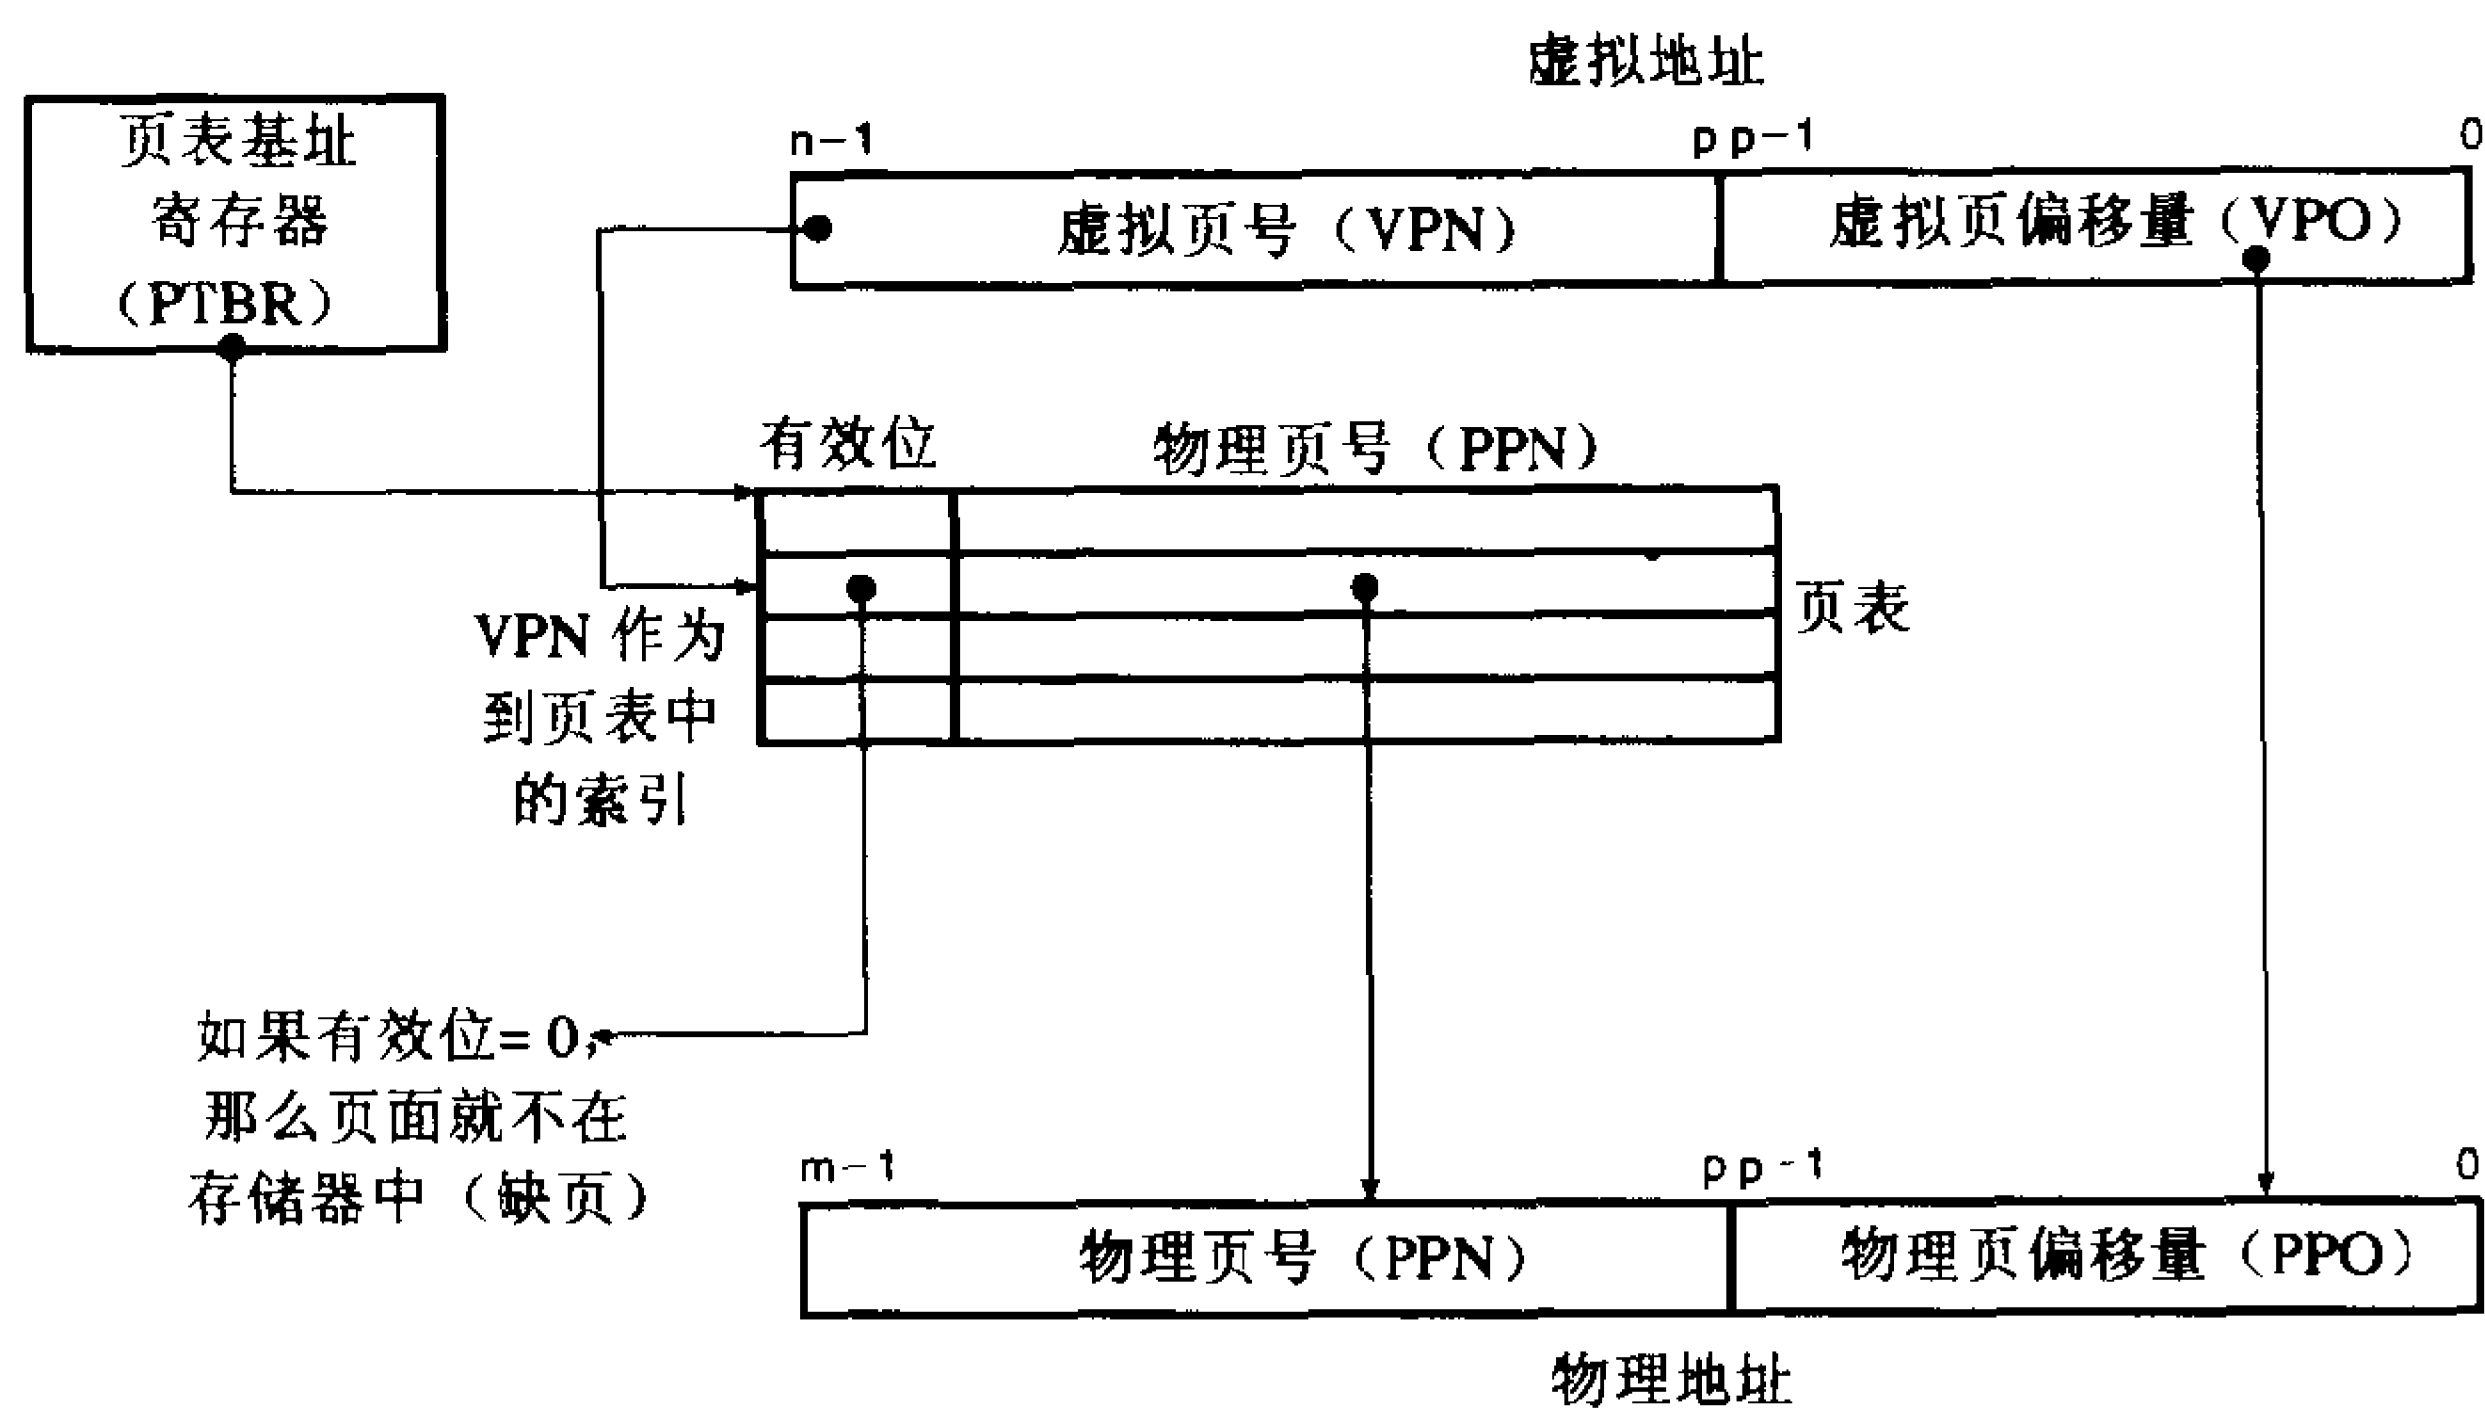 虚拟地址
页表基址
寄存器
（PTBR）
n-1
p p-1
0
虚拟页号（VPN）
虚拟页偏移量（VPO）
有效位
物理页号（PPN）
页表
VPN 作为
到页表中
的索引
如果有效位= 0,
那么页面就不在
存储器中（缺页）
m-1
p p-1
0
物理页号（PPN）
物理页偏移量（PPO）
物理地址